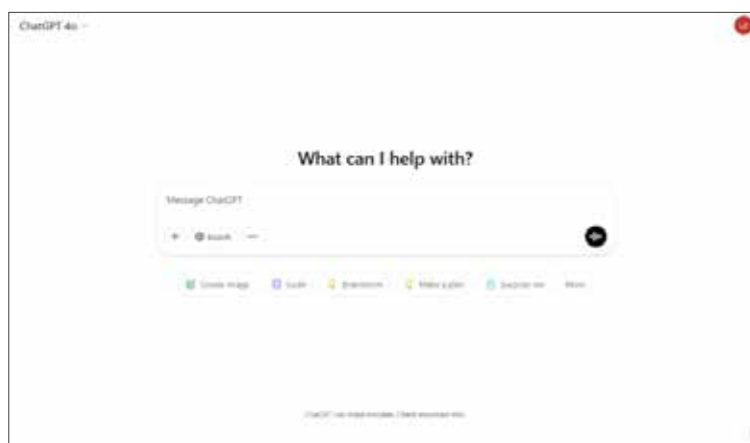 ChatGPT 4o
What can I help with?
Message ChatGPT
Search
Create image
Brainstorm
Make a plan
Surprise me
More
ChatGPT can make mistakes. Check important info.